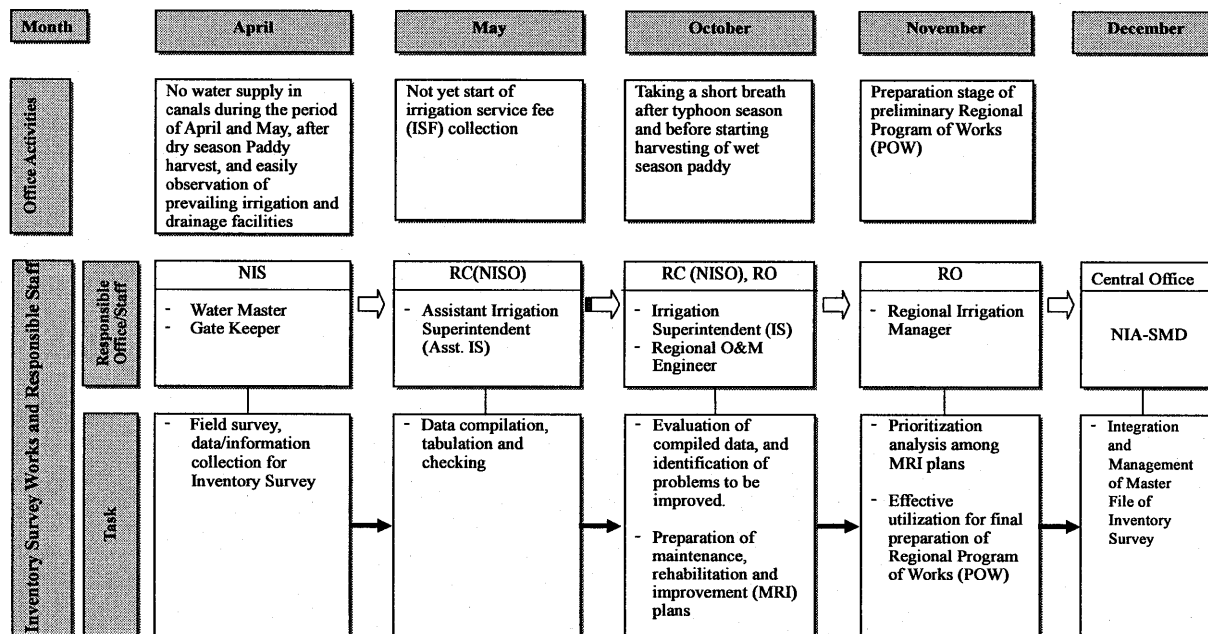 Month
April
May
October
November
December
Office Activities
No water supply in
canals during the period
of April and May, after
dry season Paddy
harvest, and easily
observation of
prevailing irrigation and
drainage facilities
Not yet start of
irrigation service fee
(ISF) collection
Taking a short breath
after typhoon season
and before starting
harvesting of wet
season paddy
Preparation stage of
preliminary Regional
Program of Works
(POW)
Inventory Survey Works and Responsible Staff
Responsible
Office/Staff
NIS
- Water Master
- Gate Keeper
RC(NISO)
- Assistant Irrigation
Superintendent
(Asst. IS)
RC (NISO), RO
- Irrigation
Superintendent (IS)
- Regional O&M
Engineer
RO
- Regional Irrigation
Manager
Central Office
NIA-SMD
Task
- Field survey,
data/information
collection for
Inventory Survey
- Data compilation,
tabulation and
checking
- Evaluation of
compiled data, and
identification of
problems to be
improved.
- Preparation of
maintenance,
rehabilitation and
improvement (MRI)
plans
- Prioritization
analysis among
MRI plans
- Effective
utilization for final
preparation of
Regional Program
of Works (POW)
- Integration
and
Management
of Master
File of
Inventory
Survey